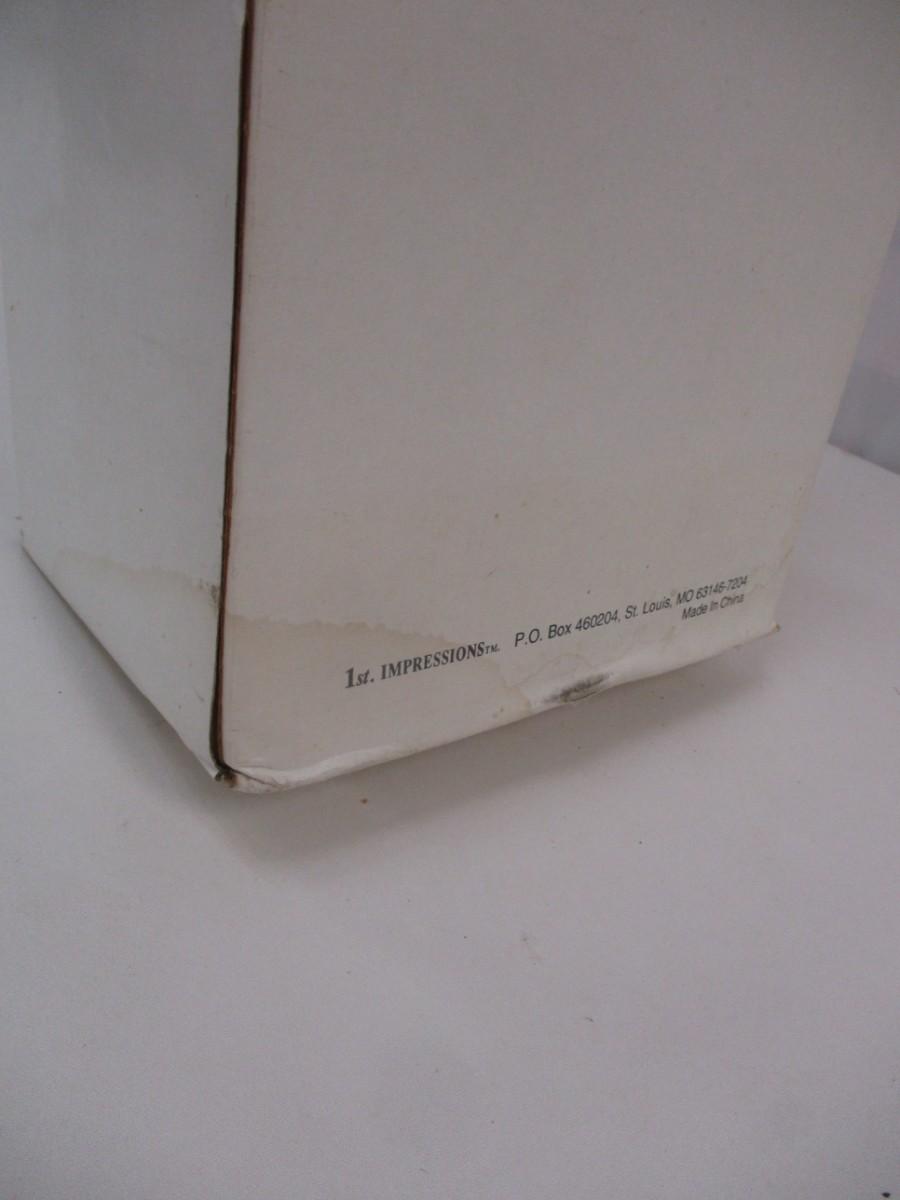 1st. IMPRESSIONS™. P.O. Box 460204, St. Louis, MO 63146-7204
Made In China